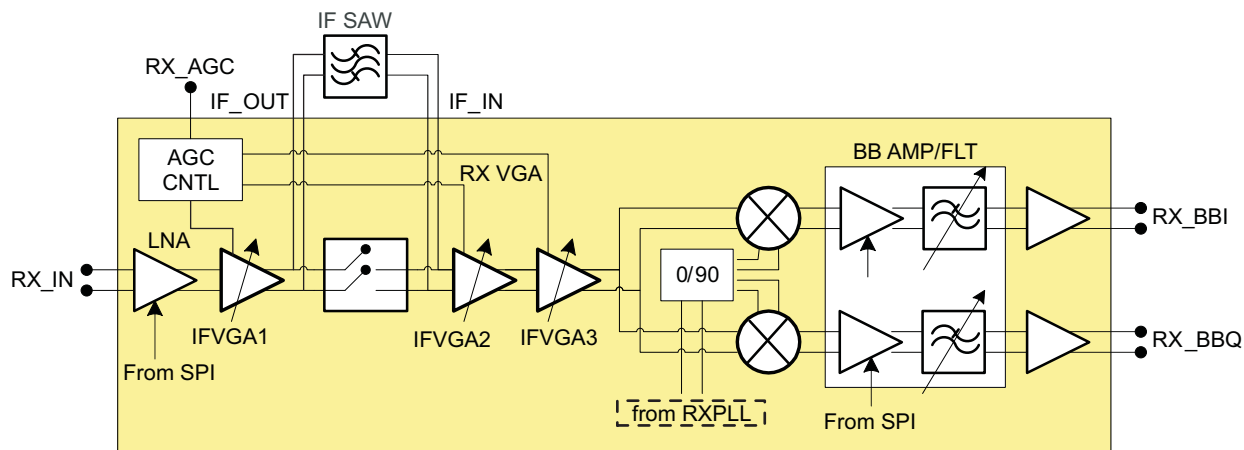 IF SAW
RX_AGC
IF_OUT
IF_IN
AGC
CNTL
RX VGA
BB AMP/FLT
LNA
RX_IN
RX_BBI
0/90
IFVGA1
IFVGA2
IFVGA3
RX_BBQ
From SPI
from RXPLL
From SPI